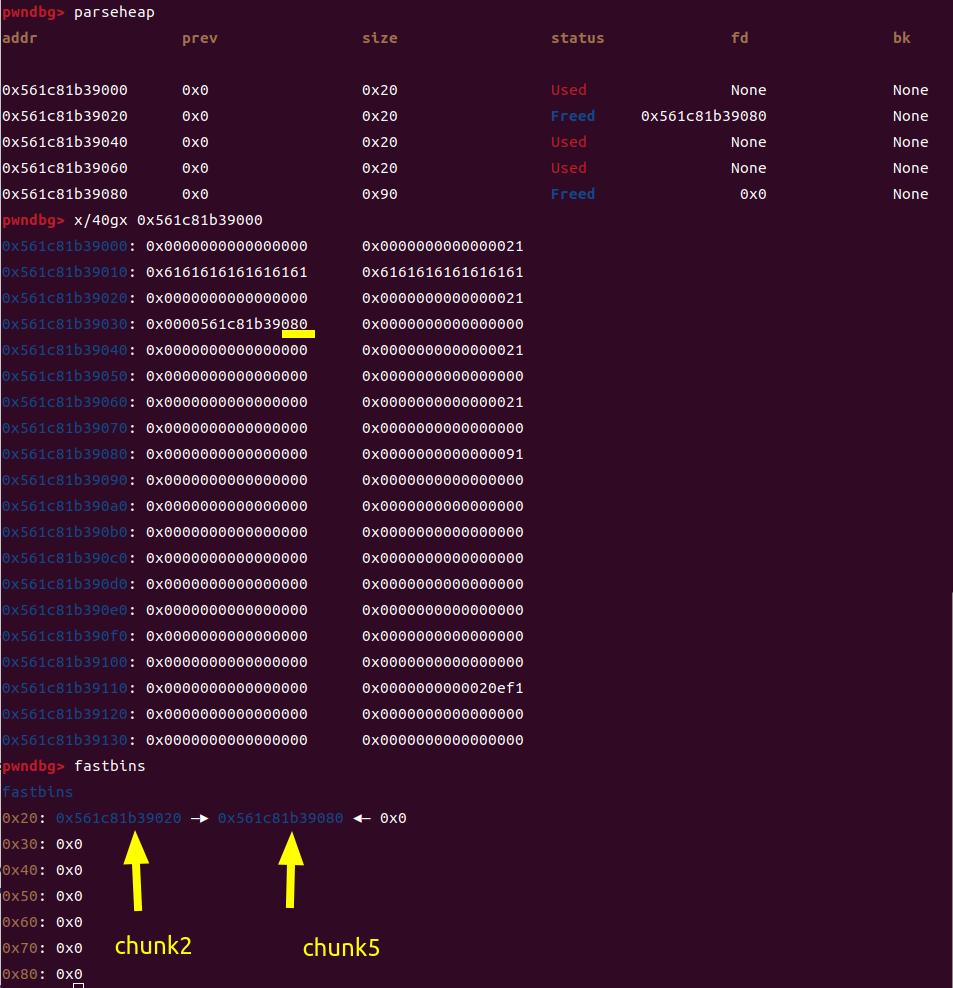 pwndbg> parseheap
addr prev size status fd bk
0x561c81b39000 0x0 0x20 Used None None
0x561c81b39020 0x0 0x20 Freed 0x561c81b39080 None
0x561c81b39040 0x0 0x20 Used None None
0x561c81b39060 0x0 0x20 Used None None
0x561c81b39080 0x0 0x90 Freed 0x0 None
pwndbg> x/40gx 0x561c81b39000
0x561c81b39000: 0x0000000000000000 0x0000000000000021
0x561c81b39010: 0x6161616161616161 0x6161616161616161
0x561c81b39020: 0x0000000000000000 0x0000000000000021
0x561c81b39030: 0x0000561c81b39080 0x0000000000000000
0x561c81b39040: 0x0000000000000000 0x0000000000000021
0x561c81b39050: 0x0000000000000000 0x0000000000000000
0x561c81b39060: 0x0000000000000000 0x0000000000000021
0x561c81b39070: 0x0000000000000000 0x0000000000000000
0x561c81b39080: 0x0000000000000000 0x0000000000000091
0x561c81b39090: 0x0000000000000000 0x0000000000000000
0x561c81b390a0: 0x0000000000000000 0x0000000000000000
0x561c81b390b0: 0x0000000000000000 0x0000000000000000
0x561c81b390c0: 0x0000000000000000 0x0000000000000000
0x561c81b390d0: 0x0000000000000000 0x0000000000000000
0x561c81b390e0: 0x0000000000000000 0x0000000000000000
0x561c81b390f0: 0x0000000000000000 0x0000000000000000
0x561c81b39100: 0x0000000000000000 0x0000000000000000
0x561c81b39110: 0x0000000000000000 0x0000000000020ef1
0x561c81b39120: 0x0000000000000000 0x0000000000000000
0x561c81b39130: 0x0000000000000000 0x0000000000000000
pwndbg> fastbins
fastbins
0x20: 0x561c81b39020 —▸ 0x561c81b39080 ◂— 0x0
0x30: 0x0
0x40: 0x0
0x50: 0x0
0x60: 0x0
chunk2 chunk5
0x70: 0x0
0x80: 0x0